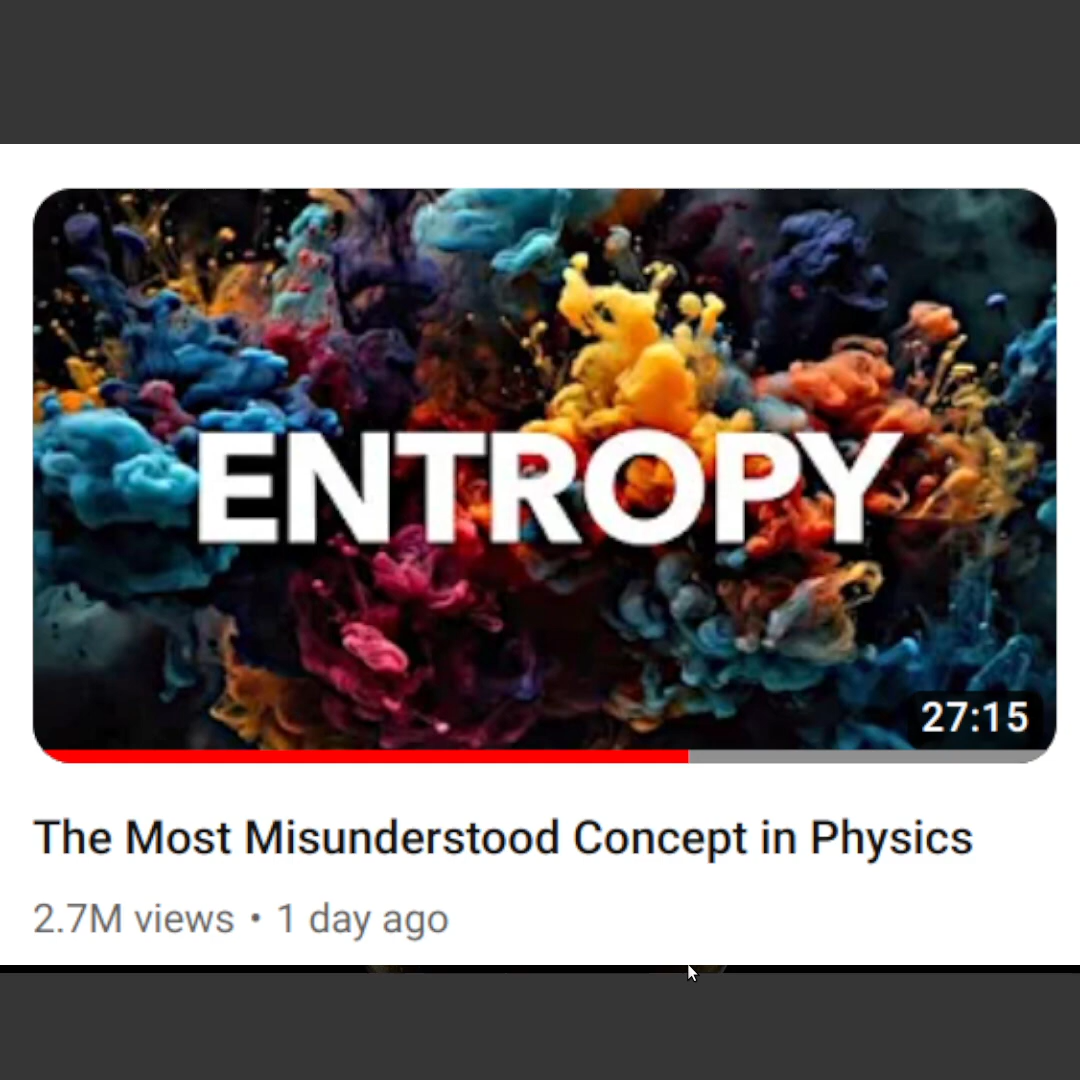 ENTROPY
27:15
The Most Misunderstood Concept in Physics
2.7M views • 1 day ago